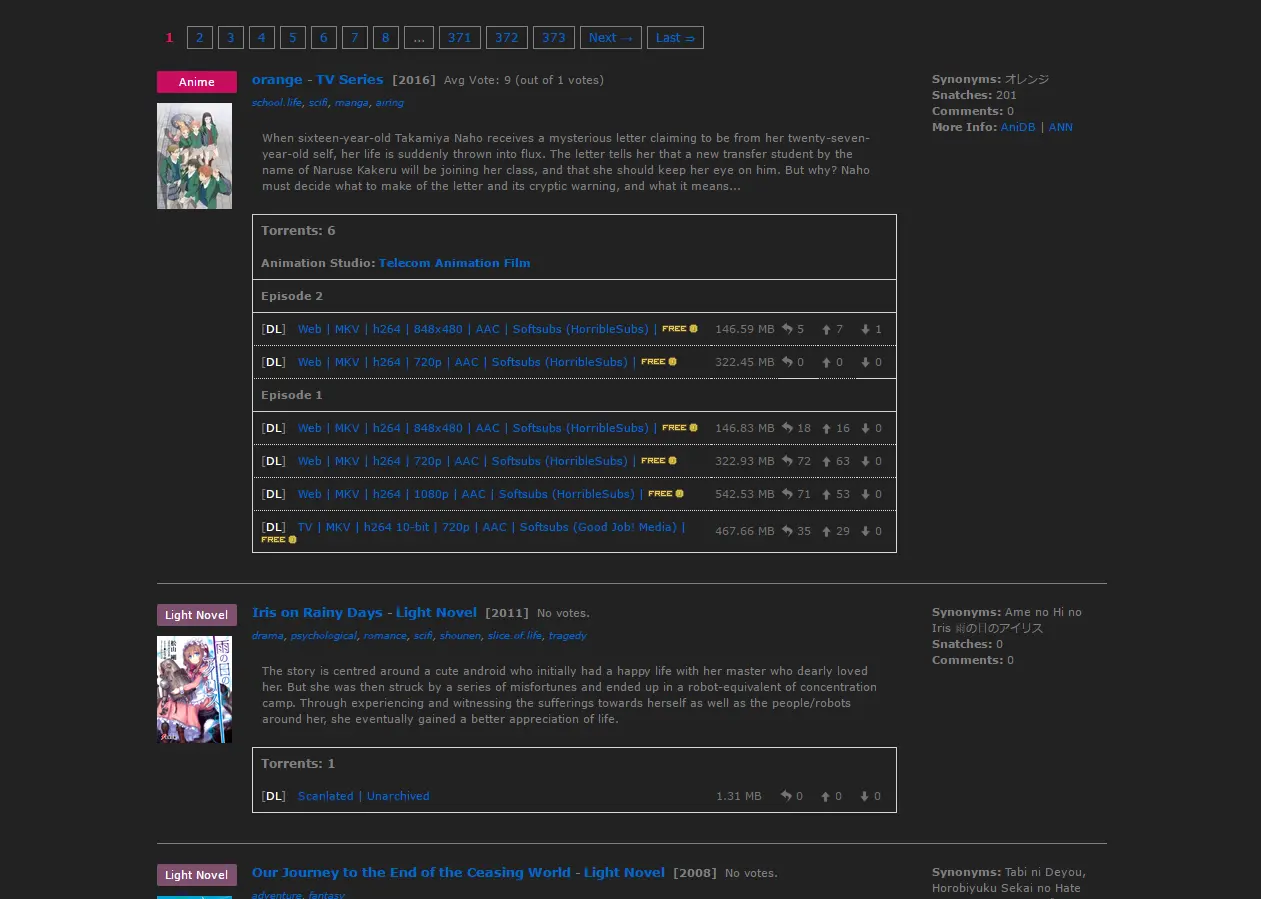 1 2 3 4 5 6 7 8 ... 371 372 373 Next → Last ⇒
Anime
orange - TV Series [2016] Avg Vote: 9 (out of 1 votes)
school.life, scifi, manga, airing
When sixteen-year-old Takamiya Naho receives a mysterious letter claiming to be from her twenty-seven-
year-old self, her life is suddenly thrown into flux. The letter tells her that a new transfer student by the
name of Naruse Kakeru will be joining her class, and that she should keep her eye on him. But why? Naho
must decide what to make of the letter and its cryptic warning, and what it means...
Synonyms: オレンジ
Snatches: 201
Comments: 0
More Info: AniDB | ANN
Torrents: 6
Animation Studio: Telecom Animation Film
Episode 2
[DL] Web | MKV | h264 | 848x480 | AAC | Softsubs (HorribleSubs) | FREE 146.59 MB 5 7 1
[DL] Web | MKV | h264 | 720p | AAC | Softsubs (HorribleSubs) | FREE 322.45 MB 0 0 0
Episode 1
[DL] Web | MKV | h264 | 848x480 | AAC | Softsubs (HorribleSubs) | FREE 146.83 MB 18 16 0
[DL] Web | MKV | h264 | 720p | AAC | Softsubs (HorribleSubs) | FREE 322.93 MB 72 63 0
[DL] Web | MKV | h264 | 1080p | AAC | Softsubs (HorribleSubs) | FREE 542.53 MB 71 53 0
[DL] TV | MKV | h264 10-bit | 720p | AAC | Softsubs (Good Job! Media) | 467.66 MB 35 29 0
FREE
Light Novel
Iris on Rainy Days - Light Novel [2011] No votes.
drama, psychological, romance, scifi, shounen, slice.of.life, tragedy
The story is centred around a cute android who initially had a happy life with her master who dearly loved
her. But she was then struck by a series of misfortunes and ended up in a robot-equivalent of concentration
camp. Through experiencing and witnessing the sufferings towards herself as well as the people/robots
around her, she eventually gained a better appreciation of life.
Synonyms: Ame no Hi no
Iris 雨の日のアイリス
Snatches: 0
Comments: 0
雨の日の
Torrents: 1
[DL] Scanlated | Unarchived 1.31 MB 0 0 0
Light Novel
Our Journey to the End of the Ceasing World - Light Novel [2008] No votes.
adventure, fantasy
Synonyms: Tabi ni Deyou,
Horobiyuku Sekai no Hate